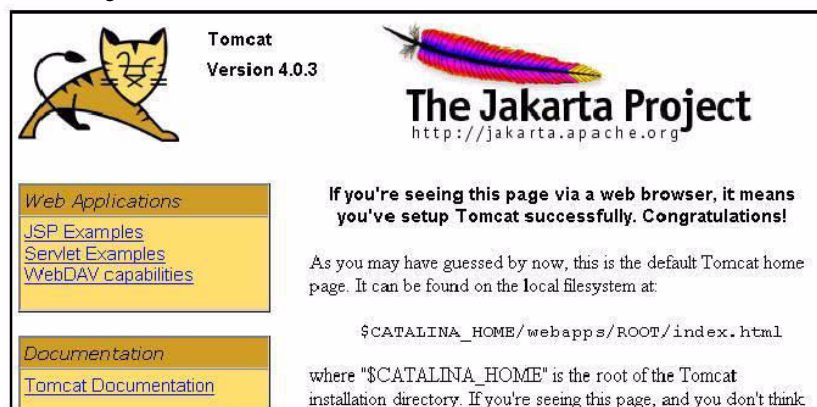 Tomcat
Version 4.0.3
The Jakarta Project
http://jakarta.apache.org
Web Applications
JSP Examples
Servlet Examples
WebDAV capabilities
Documentation
Tomcat Documentation
If you're seeing this page via a web browser, it means
you've setup Tomcat successfully. Congratulations!
As you may have guessed by now, this is the default Tomcat home
page. It can be found on the local filesystem at:
$CATALINA_HOME/webapps/ROOT/index.html
where "$CATALINA_HOME" is the root of the Tomcat
installation directory. If you're seeing this page, and you don't think